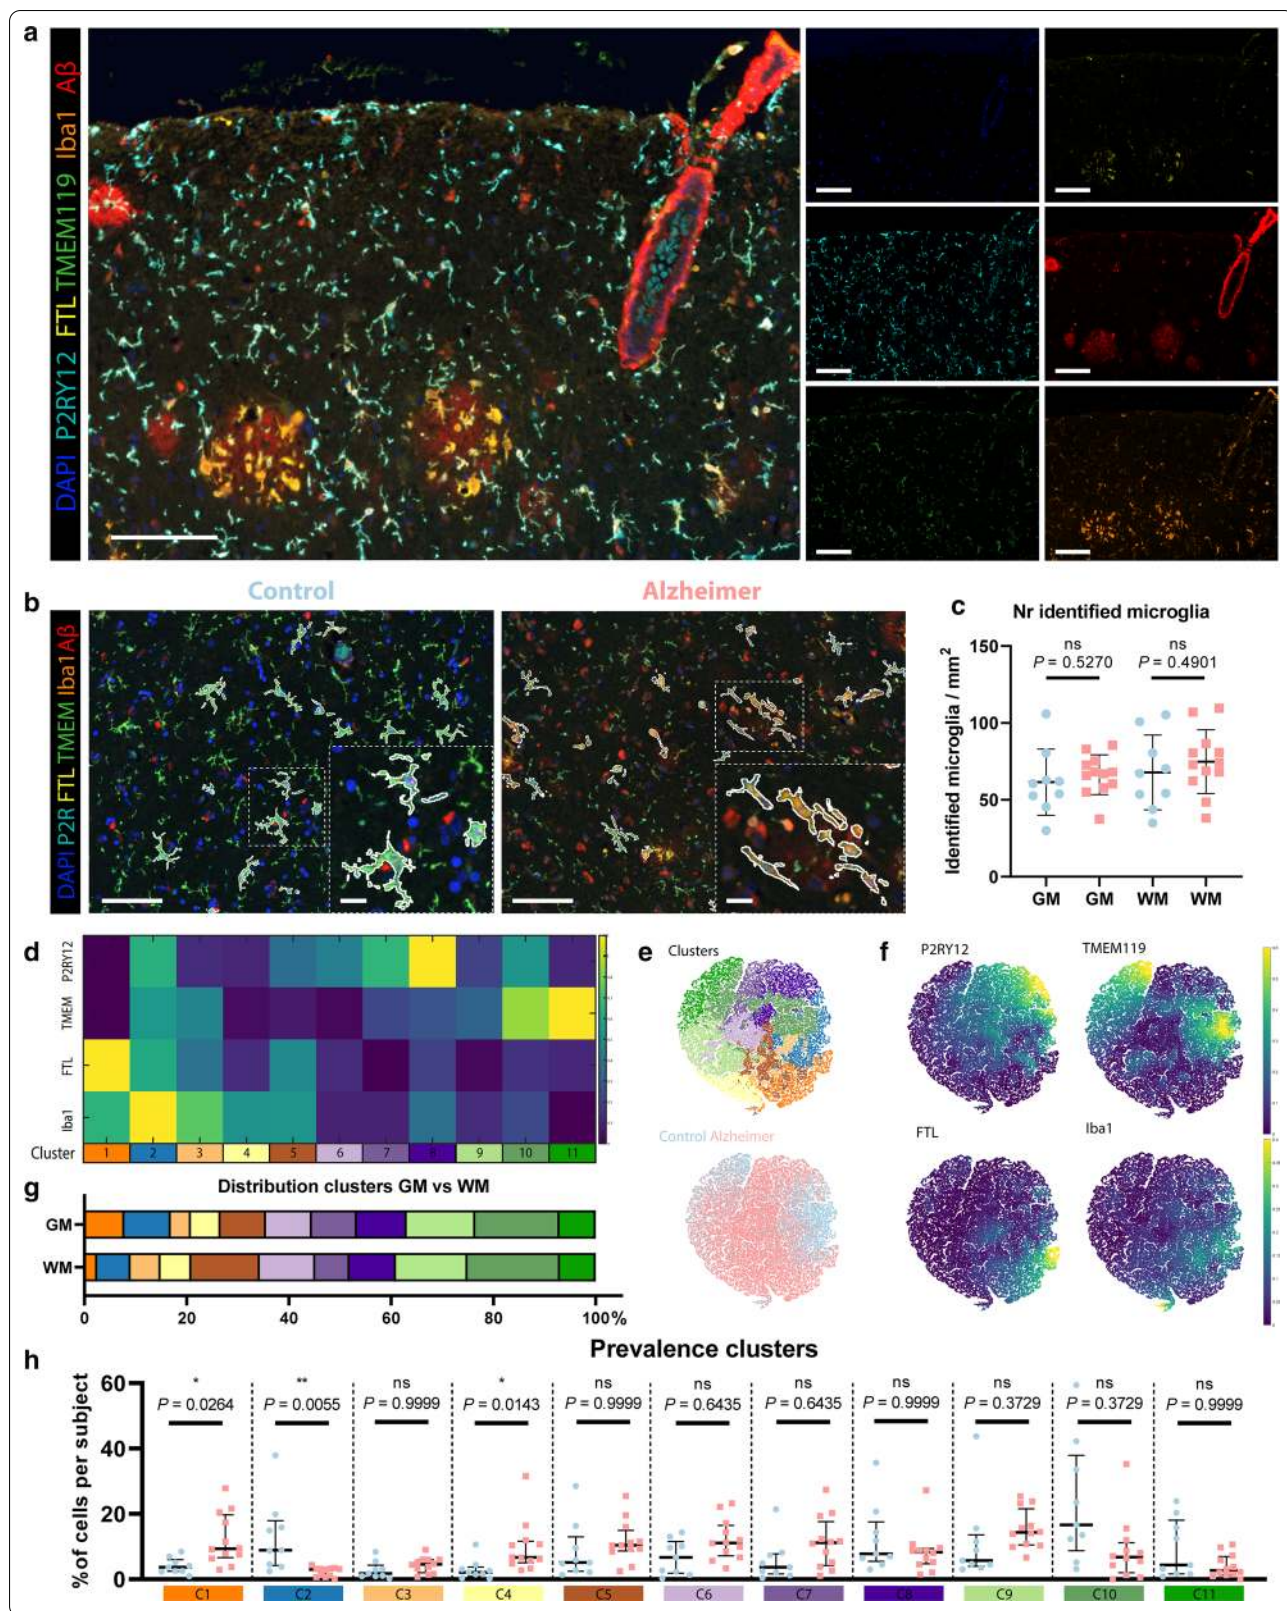 a
DAPI P2RY12 FTL TMEM119 Iba1 Aβ
b
Control
Alzheimer
DAPI P2R FTL TMEM Iba1 Aβ
c
Nr identified microglia
ns
ns
P = 0.5270
P = 0.4901
Identified microglia / mm2
150
100
50
0
GM GM WM WM
d
P2RY12
TMEM
FTL
Iba1
Cluster
1 2 3 4 5 6 7 8 9 10 11
e
Clusters
Control Alzheimer
f
P2RY12
TMEM119
FTL
Iba1
g
Distribution clusters GM vs WM
GM
WM
0 20 40 60 80 100%
h
Prevalence clusters
% of cells per subject
60
40
20
0
* ** ns * ns ns ns ns ns ns ns
P = 0.0264 P = 0.0055 P = 0.9999 P = 0.0143 P = 0.9999 P = 0.6435 P = 0.6435 P = 0.9999 P = 0.3729 P = 0.3729 P = 0.9999
C1 C2 C3 C4 C5 C6 C7 C8 C9 C10 C11